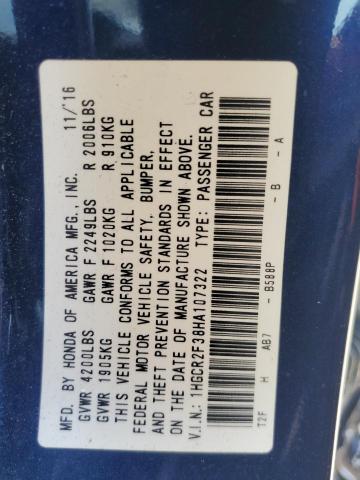 MFD. BY HONDA OF AMERICA MFG., INC. 11/'16
GVWR 4200LBS GAWR F 2249LBS R 2006LBS
GVWR 1905KG GAWR F 1020KG R 910KG
THIS VEHICLE CONFORMS TO ALL APPLICABLE
FEDERAL MOTOR VEHICLE SAFETY, BUMPER,
AND THEFT PREVENTION STANDARDS IN EFFECT
ON THE DATE OF MANUFACTURE SHOWN ABOVE.
V.I.N.: 1HGCR2F38HA107322 TYPE: PASSENGER CAR
T2F H AB7 - B588P - B - A